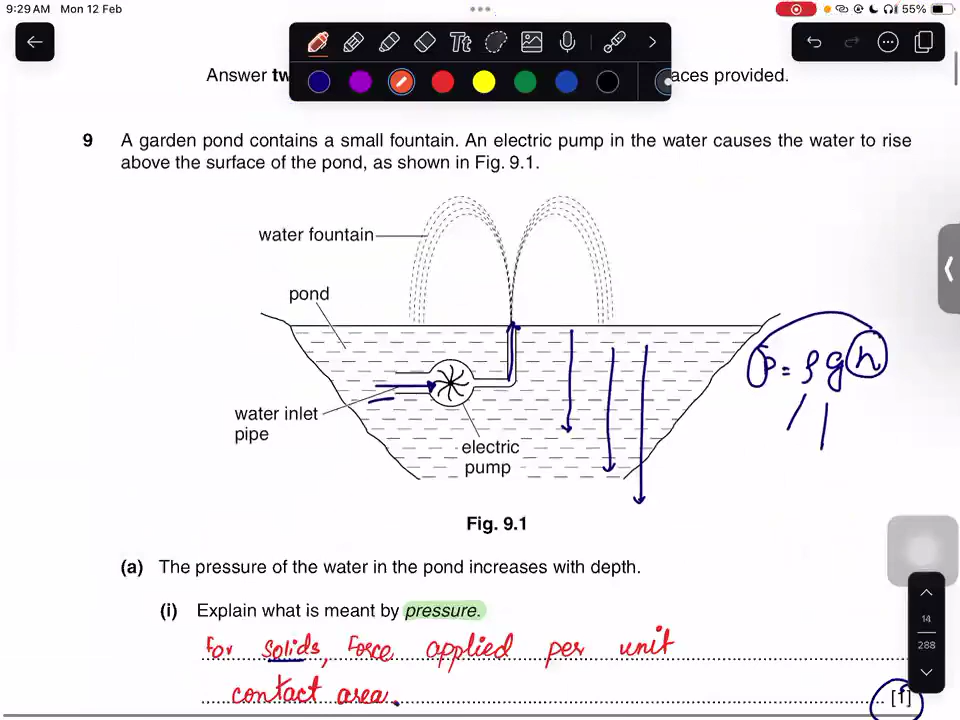 9:29 AM Mon 12 Feb
55%
Tt
Answer
aces provided.
9 A garden pond contains a small fountain. An electric pump in the water causes the water to rise
above the surface of the pond, as shown in Fig. 9.1.
water fountain
pond
P = ρgh
water inlet
pipe
electric
pump
Fig. 9.1
(a) The pressure of the water in the pond increases with depth.
14
(i) Explain what is meant by pressure.
288
For solids, Force applied per unit
contact area.
[1]